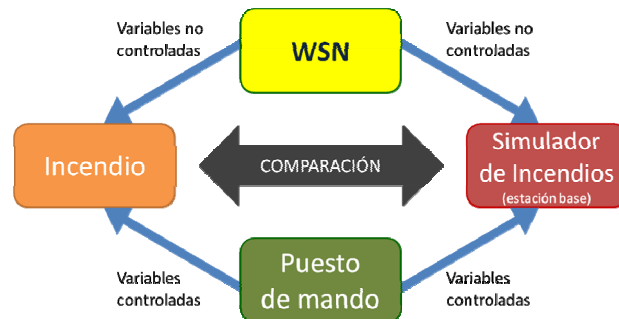 Variables no
controladas
WSN
Variables no
controladas
Incendio
COMPARACIÓN
Simulador
de Incendios
(estación base)
Variables
controladas
Puesto
de mando
Variables
controladas